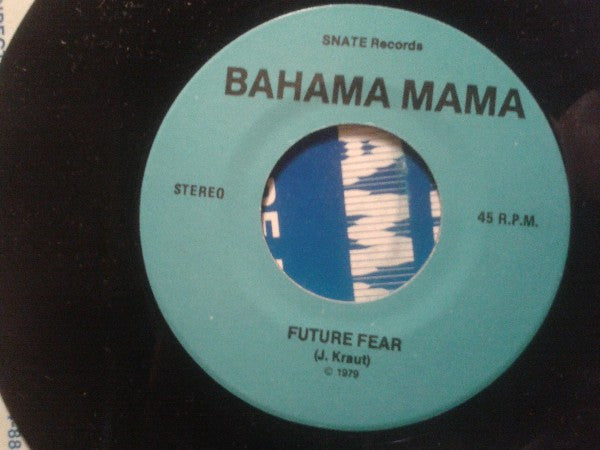 SNATE Records
BAHAMA MAMA
STEREO
45 R.P.M.
FUTURE FEAR
(J. Kraut)
© 1979